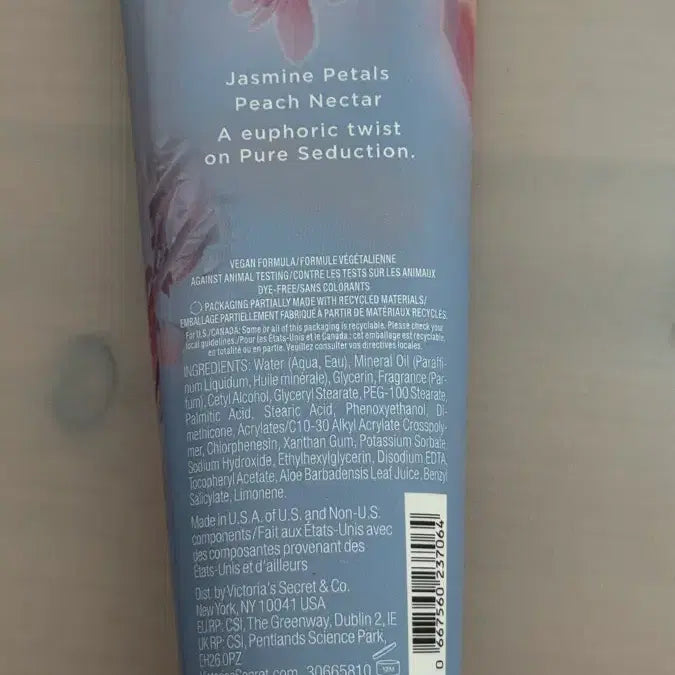 Jasmine Petals
Peach Nectar
A euphoric twist
on Pure Seduction.
VEGAN FORMULA/FORMULE VÉGÉTALIENNE
AGAINST ANIMAL TESTING/CONTRE LES TESTS SUR LES ANIMAUX
DYE-FREE/SANS COLORANTS
PACKAGING PARTIALLY MADE WITH RECYCLED MATERIALS/
EMBALLAGE PARTIELLEMENT FABRIQUÉ À PARTIR DE MATÉRIAUX RECYCLÉS.
For U.S./CANADA: Some or all of this packaging is recyclable. Please check your
local guidelines./Pour les États-Unis et le Canada : cet emballage est recyclable,
en totalité ou en partie. Veuillez consulter vos directives locales.
INGREDIENTS: Water (Aqua, Eau), Mineral Oil (Paraffi-
num Liquidum, Huile minérale), Glycerin, Fragrance (Par-
fum), Cetyl Alcohol, Glyceryl Stearate, PEG-100 Stearate,
Palmitic Acid, Stearic Acid, Phenoxyethanol, Di-
methicone, Acrylates/C10-30 Alkyl Acrylate Crosspoly-
mer, Chlorphenesin, Xanthan Gum, Potassium Sorbate,
Sodium Hydroxide, Ethylhexylglycerin, Disodium EDTA,
Tocopheryl Acetate, Aloe Barbadensis Leaf Juice, Benzyl
Salicylate, Limonene.
Made in U.S.A. of U.S. and Non-U.S.
components/Fait aux États-Unis avec
des composantes provenant des
États-Unis et d'ailleurs
Dist. by Victoria's Secret & Co.
New York, NY 10041 USA
EU RP: CSI, The Greenway, Dublin 2, IE
UK RP: CSI, Pentlands Science Park,
EH26 0PZ
VictoriasSecret.com 30665810
12M
0 667560 237064